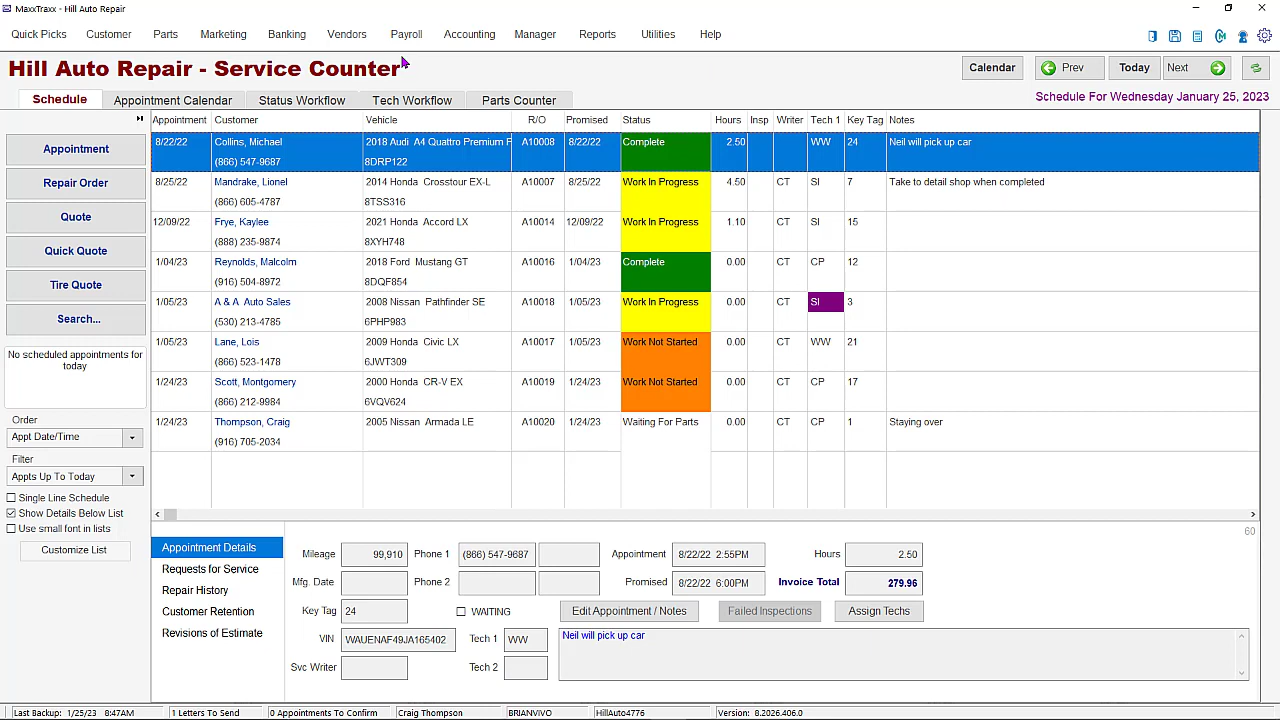 MaxxTraxx - Hill Auto Repair
Quick Picks Customer Parts Marketing Banking Vendors Payroll Accounting Manager Reports Utilities Help
Hill Auto Repair - Service Counter
Calendar Prev Today Next
Schedule Appointment Calendar Status Workflow Tech Workflow Parts Counter
Schedule For Wednesday January 25, 2023
Appointment
Repair Order
Quote
Quick Quote
Tire Quote
Search...
No scheduled appointments for
today
Order
Appt Date/Time
Filter
Appts Up To Today
Single Line Schedule
Show Details Below List
Use small font in lists
Customize List
Appointment Customer Vehicle R/O Promised Status Hours Insp Writer Tech 1 Key Tag Notes
8/22/22 Collins, Michael 2018 Audi A4 Quattro Premium F A10008 8/22/22 Complete 2.50 WW 24 Neil will pick up car
(866) 547-9687 8DRP122
8/25/22 Mandrake, Lionel 2014 Honda Crosstour EX-L A10007 8/25/22 Work In Progress 4.50 CT SI 7 Take to detail shop when completed
(866) 605-4787 8TSS316
12/09/22 Frye, Kaylee 2021 Honda Accord LX A10014 12/09/22 Work In Progress 1.10 CT SI 15
(888) 235-9874 8XYH748
1/04/23 Reynolds, Malcolm 2018 Ford Mustang GT A10016 1/04/23 Complete 0.00 CT CP 12
(916) 504-8972 8DQF854
1/05/23 A & A Auto Sales 2008 Nissan Pathfinder SE A10018 1/05/23 Work In Progress 0.00 CT SI 3
(530) 213-4785 6PHP983
1/05/23 Lane, Lois 2009 Honda Civic LX A10017 1/05/23 Work Not Started 0.00 CT WW 21
(866) 523-1478 6JWT309
1/24/23 Scott, Montgomery 2000 Honda CR-V EX A10019 1/24/23 Work Not Started 0.00 CT CP 17
(866) 212-9984 6VQV624
1/24/23 Thompson, Craig 2005 Nissan Armada LE A10020 1/24/23 Waiting For Parts 0.00 CT CP 1 Staying over
(916) 705-2034
60
Appointment Details
Requests for Service
Repair History
Customer Retention
Revisions of Estimate
Mileage 99,910 Phone 1 (866) 547-9687 Appointment 8/22/22 2:55PM Hours 2.50
Mfg. Date Phone 2 Promised 8/22/22 6:00PM Invoice Total 279.96
Key Tag 24 WAITING Edit Appointment / Notes Failed Inspections Assign Techs
VIN WAUENAF49JA165402 Tech 1 WW Neil will pick up car
Svc Writer Tech 2
Last Backup: 1/25/23 8:47AM 1 Letters To Send 0 Appointments To Confirm Craig Thompson BRIANVIVO HillAuto4776 Version: 8.2026.406.0